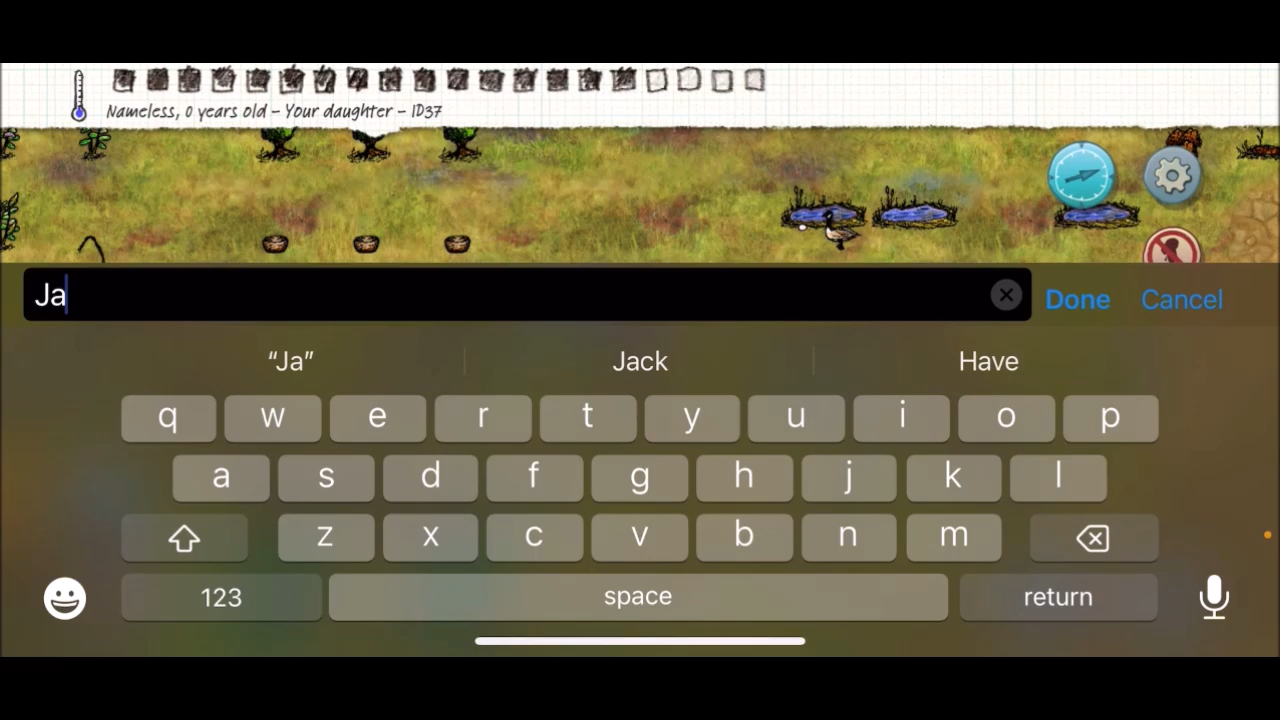 Nameless, 0 years old – Your daughter – ID37
Ja
Done
Cancel
“Ja”
Jack
Have
q w e r t y u i o p
a s d f g h j k l
z x c v b n m
123
space
return